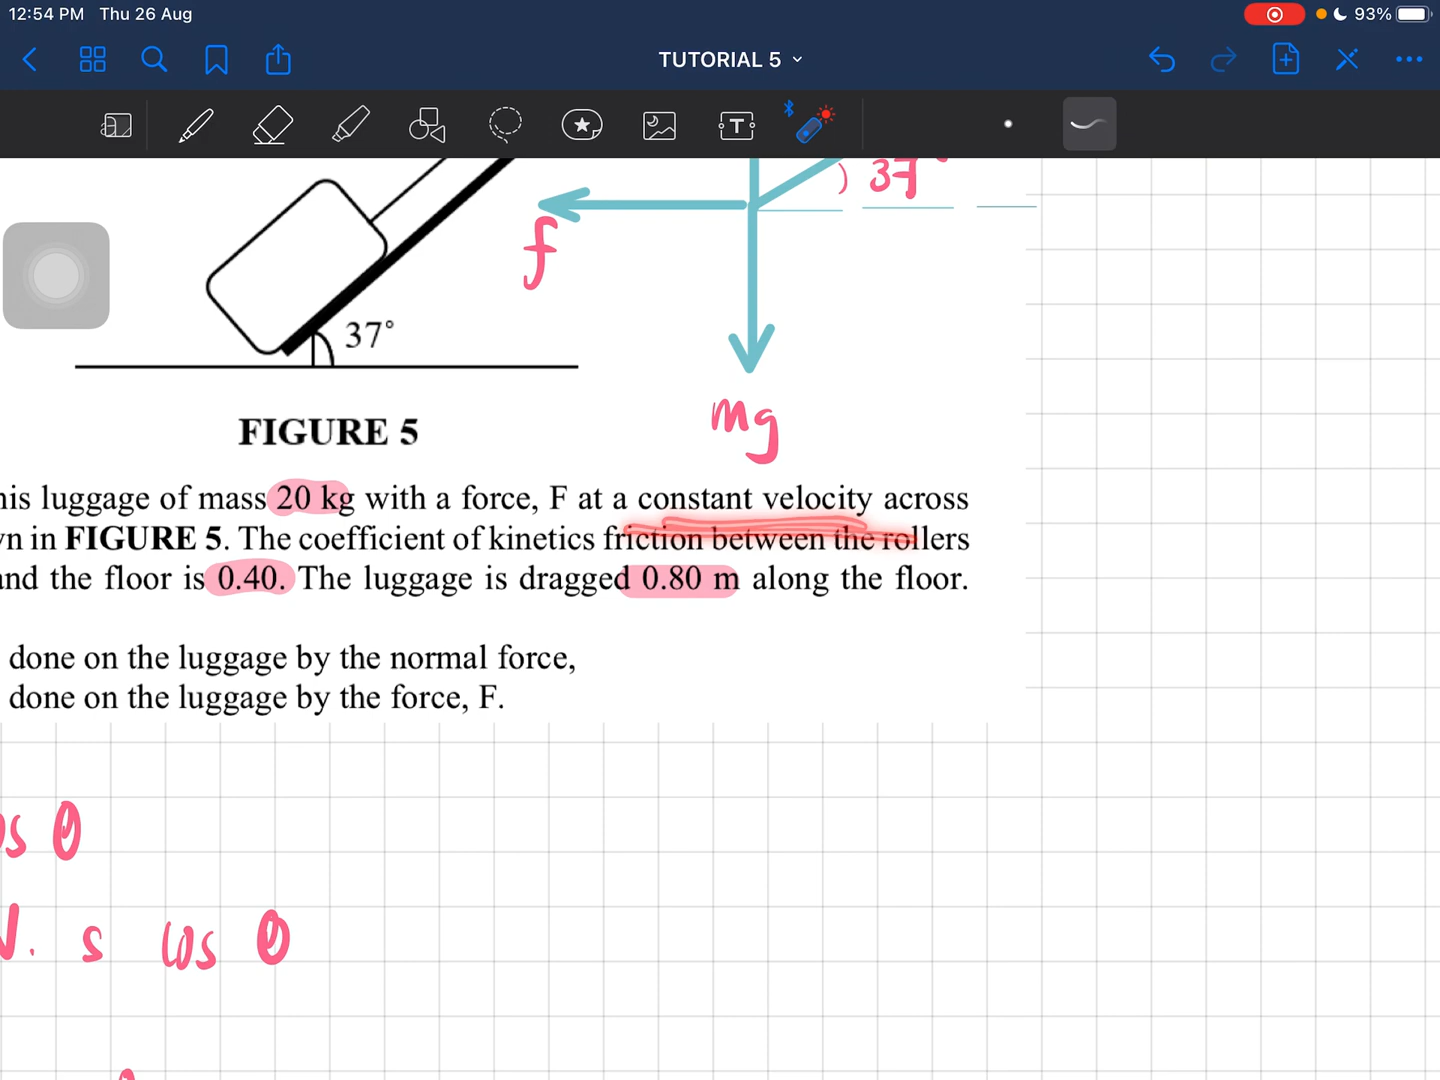 12:54 PM Thu 26 Aug 93%
TUTORIAL 5
T
37°
f
37°
mg
FIGURE 5
his luggage of mass 20 kg with a force, F at a constant velocity across
wn in FIGURE 5. The coefficient of kinetics friction between the rollers
and the floor is 0.40. The luggage is dragged 0.80 m along the floor.
done on the luggage by the normal force,
done on the luggage by the force, F.
os θ
N. s cos θ